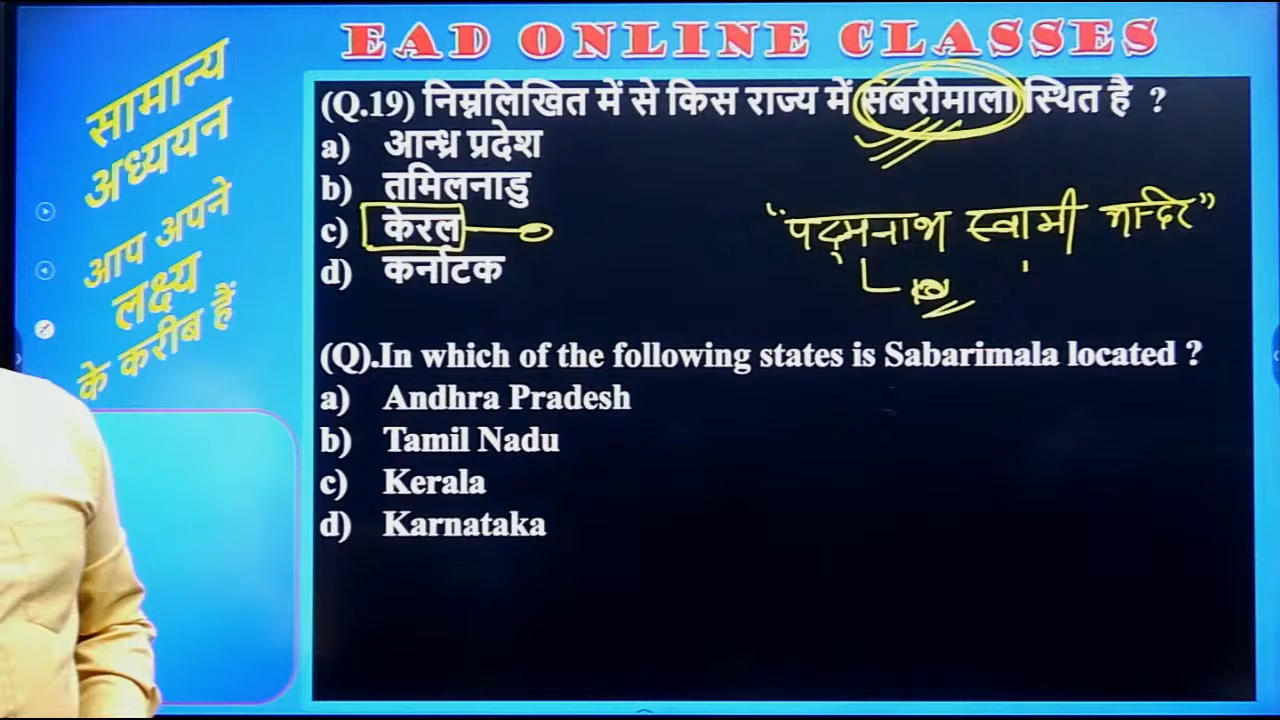 EAD ONLINE CLASSES
सामान्य
अध्ययन
आप अपने
लक्ष्य
के करीब हैं
(Q.19) निम्नलिखित में से किस राज्य में सबरीमाला स्थित है ?
a) आन्ध्र प्रदेश
b) तमिलनाडु
c) केरल
d) कर्नाटक
"पद्मनाभ स्वामी मन्दिर"
(Q).In which of the following states is Sabarimala located ?
a) Andhra Pradesh
b) Tamil Nadu
c) Kerala
d) Karnataka